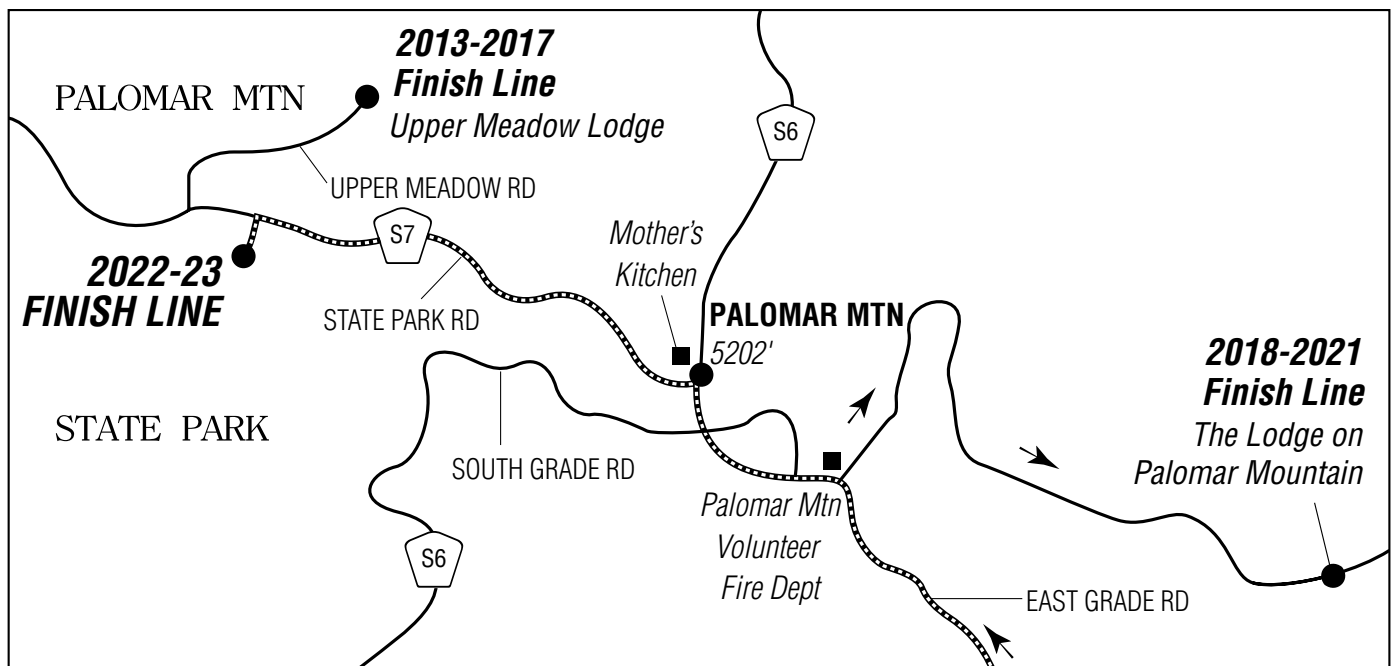 2013-2017
Finish Line
Upper Meadow Lodge
PALOMAR MTN
S6
UPPER MEADOW RD
S7
Mother's
Kitchen
2022-23
FINISH LINE
STATE PARK RD
PALOMAR MTN
5202'
2018-2021
Finish Line
The Lodge on
Palomar Mountain
STATE PARK
SOUTH GRADE RD
Palomar Mtn
Volunteer
Fire Dept
S6
EAST GRADE RD